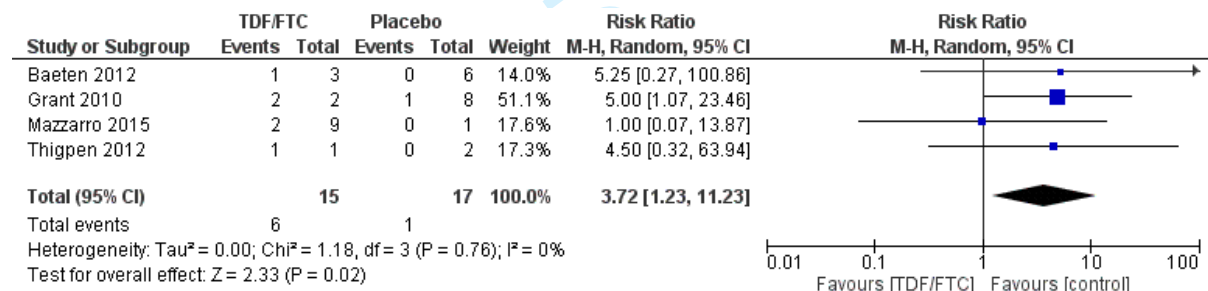 TDF/FTC Placebo Risk Ratio Risk Ratio
Study or Subgroup Events Total Events Total Weight M-H, Random, 95% CI M-H, Random, 95% CI
Baeten 2012 1 3 0 6 14.0% 5.25 [0.27, 100.86]
Grant 2010 2 2 1 8 51.1% 5.00 [1.07, 23.46]
Mazzarro 2015 2 9 0 1 17.6% 1.00 [0.07, 13.87]
Thigpen 2012 1 1 0 2 17.3% 4.50 [0.32, 63.94]
Total (95% CI) 15 17 100.0% 3.72 [1.23, 11.23]
Total events 6 1
Heterogeneity: Tau² = 0.00; Chi² = 1.18, df = 3 (P = 0.76); I² = 0%
Test for overall effect: Z = 2.33 (P = 0.02)
0.01 0.1 1 10 100
Favours [TDF/FTC] Favours [control]